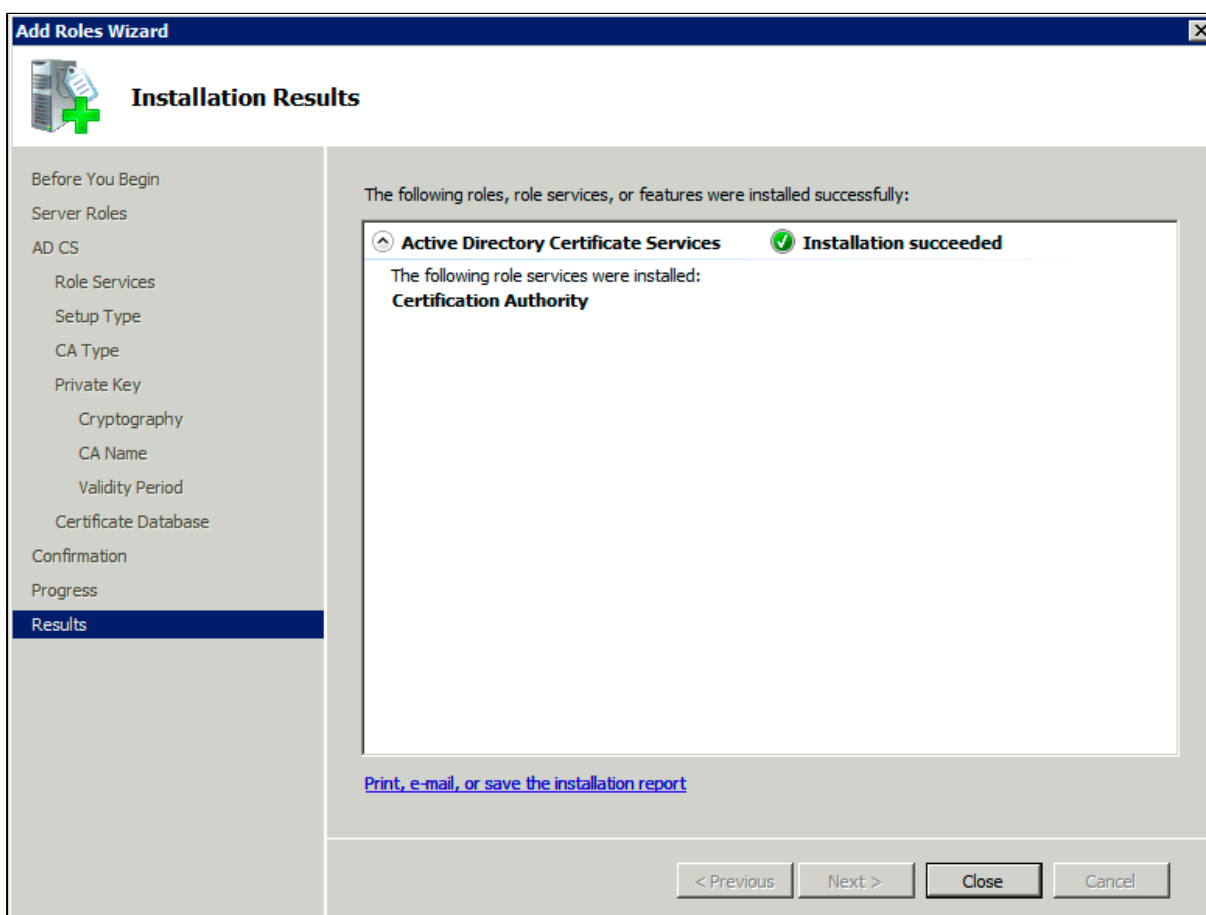 Add Roles Wizard
Installation Results
Before You Begin
Server Roles
AD CS
Role Services
Setup Type
CA Type
Private Key
Cryptography
CA Name
Validity Period
Certificate Database
Confirmation
Progress
Results
The following roles, role services, or features were installed successfully:
Active Directory Certificate Services Installation succeeded
The following role services were installed:
Certification Authority
Print, e-mail, or save the installation report
< Previous Next > Close Cancel